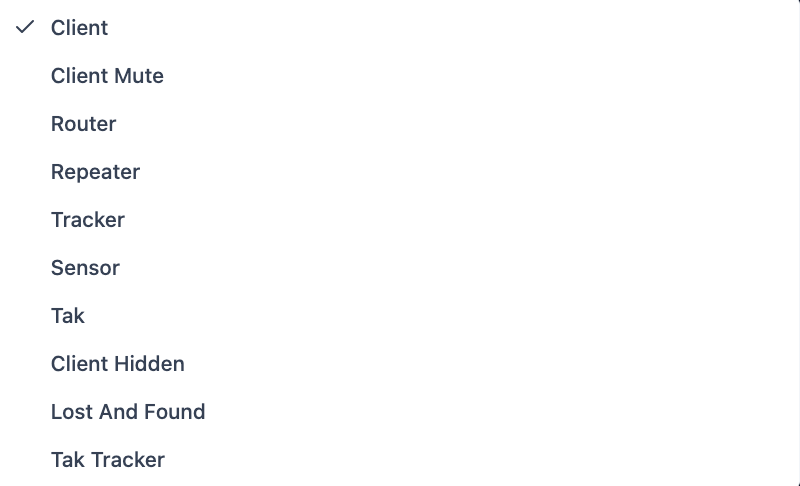 Client
Client Mute
Router
Repeater
Tracker
Sensor
Tak
Client Hidden
Lost And Found
Tak Tracker